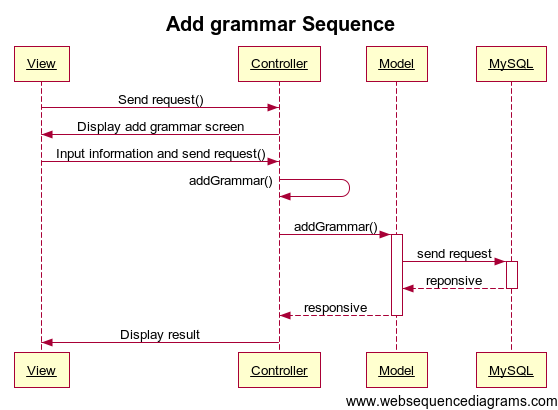 Add grammar Sequence
View Controller Model MySQL
Send request()
Display add grammar screen
Input information and send request()
addGrammar()
addGrammar()
send request
reponsive
responsive
Display result
View Controller Model MySQL
www.websequencediagrams.com